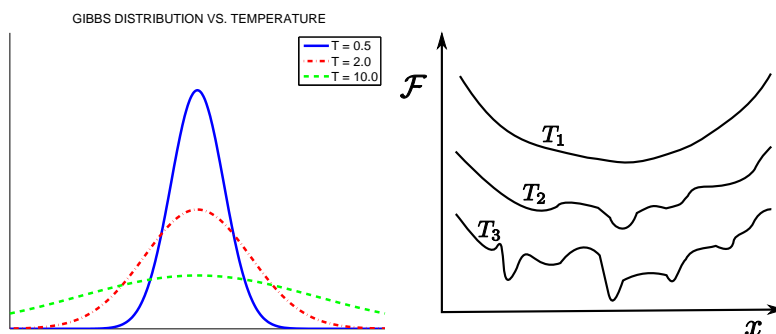 GIBBS DISTRIBUTION VS. TEMPERATURE
T = 0.5
T = 2.0
T = 10.0
ℱ
T₁
T₂
T₃
x